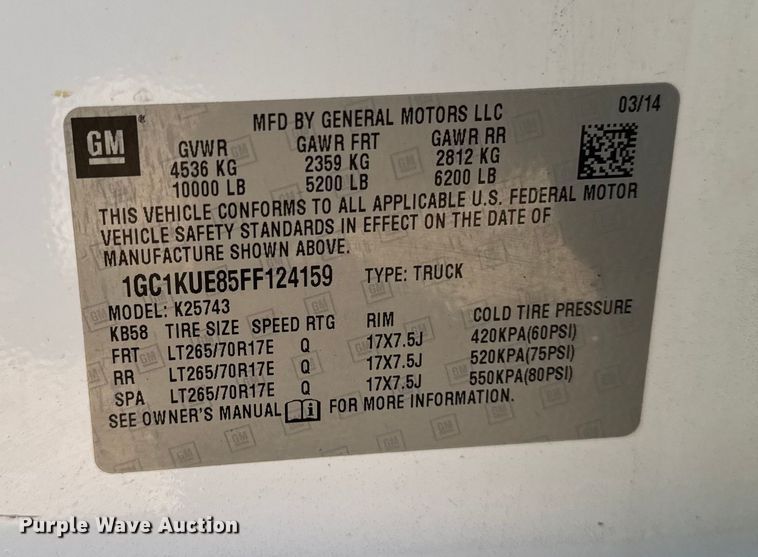 GM
®
MFD BY GENERAL MOTORS LLC
03/14
GVWR GAWR FRT GAWR RR
4536 KG 2359 KG 2812 KG
10000 LB 5200 LB 6200 LB
THIS VEHICLE CONFORMS TO ALL APPLICABLE U.S. FEDERAL MOTOR
VEHICLE SAFETY STANDARDS IN EFFECT ON THE DATE OF
MANUFACTURE SHOWN ABOVE.
1GC1KUE85FF124159 TYPE: TRUCK
MODEL: K25743
KB58 TIRE SIZE SPEED RTG RIM COLD TIRE PRESSURE
FRT LT265/70R17E Q 17X7.5J 420KPA(60PSI)
RR LT265/70R17E Q 17X7.5J 520KPA(75PSI)
SPA LT265/70R17E Q 17X7.5J 550KPA(80PSI)
SEE OWNER'S MANUAL i FOR MORE INFORMATION.
Purple Wave Auction